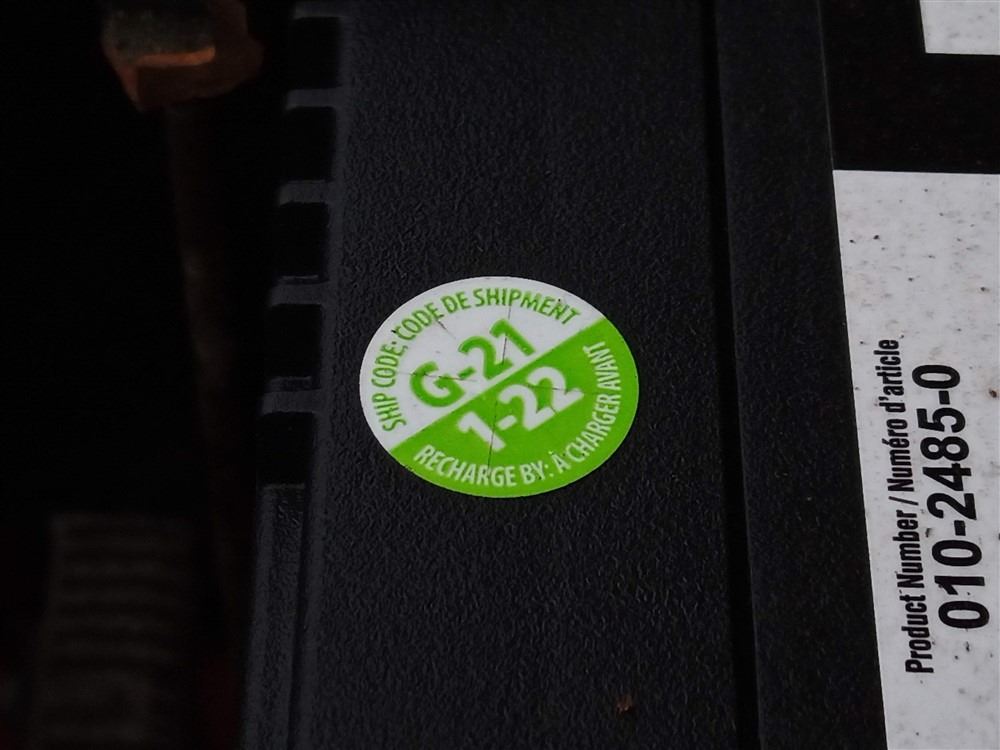 SHIP CODE: CODE DE SHIPMENT
G-21
1-22
RECHARGE BY: À CHARGER AVANT
Product Number / Numéro d'article
010-2485-0